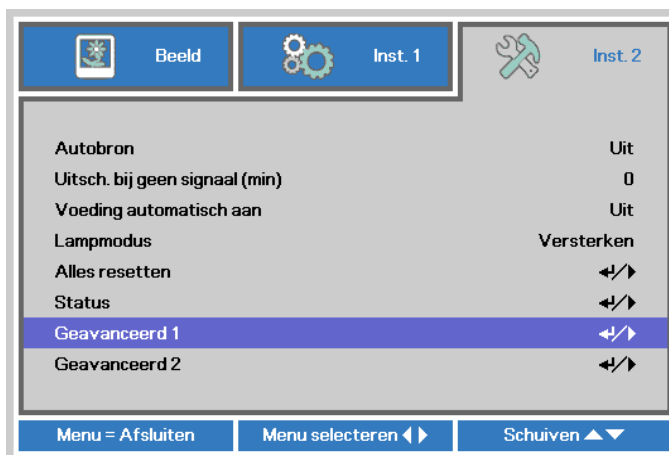 Beeld Inst. 1 Inst. 2
Autobron Uit
Uitsch. bij geen signaal (min) 0
Voeding automatisch aan Uit
Lampmodus Versterken
Alles resetten ↵/▶
Status ↵/▶
Geavanceerd 1 ↵/▶
Geavanceerd 2 ↵/▶
Menu = Afsluiten Menu selecteren ◀▶ Schuiven ▲▼